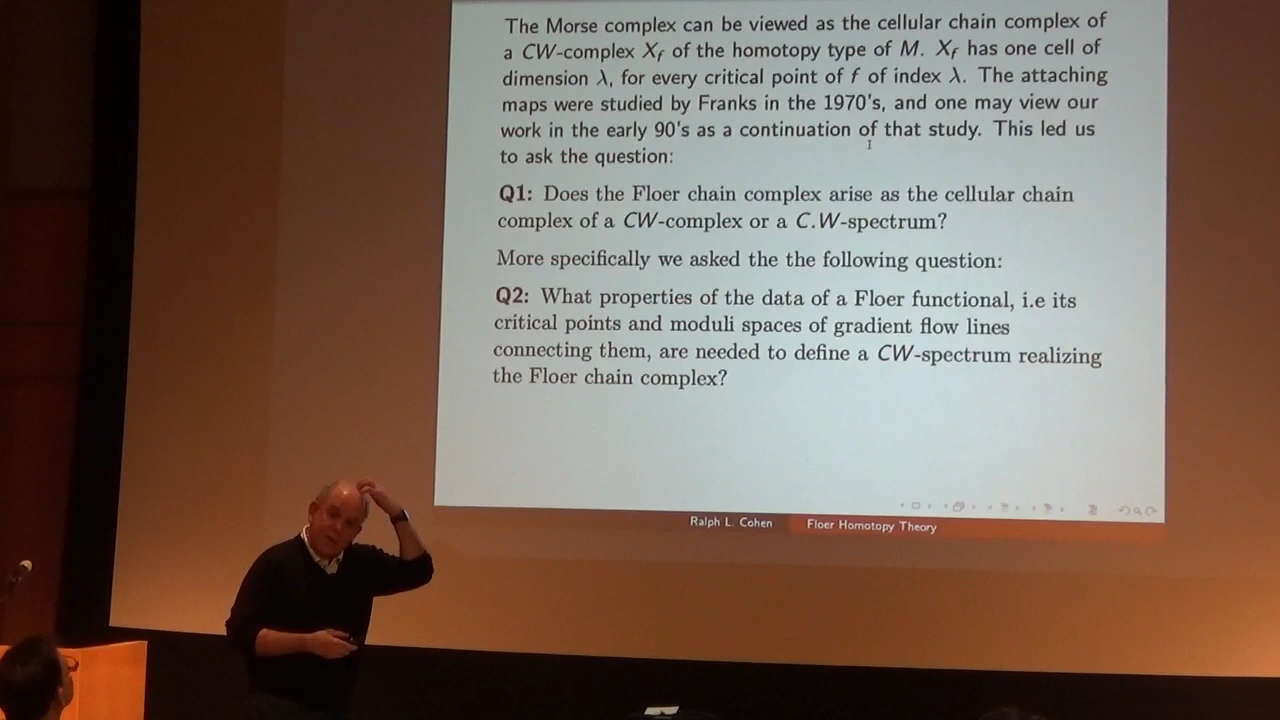 The Morse complex can be viewed as the cellular chain complex of
a CW-complex X_f of the homotopy type of M. X_f has one cell of
dimension λ, for every critical point of f of index λ. The attaching
maps were studied by Franks in the 1970's, and one may view our
work in the early 90's as a continuation of that study. This led us
to ask the question:
Q1: Does the Floer chain complex arise as the cellular chain
complex of a CW-complex or a C.W-spectrum?
More specifically we asked the the following question:
Q2: What properties of the data of a Floer functional, i.e its
critical points and moduli spaces of gradient flow lines
connecting them, are needed to define a CW-spectrum realizing
the Floer chain complex?
Ralph L. Cohen Floer Homotopy Theory